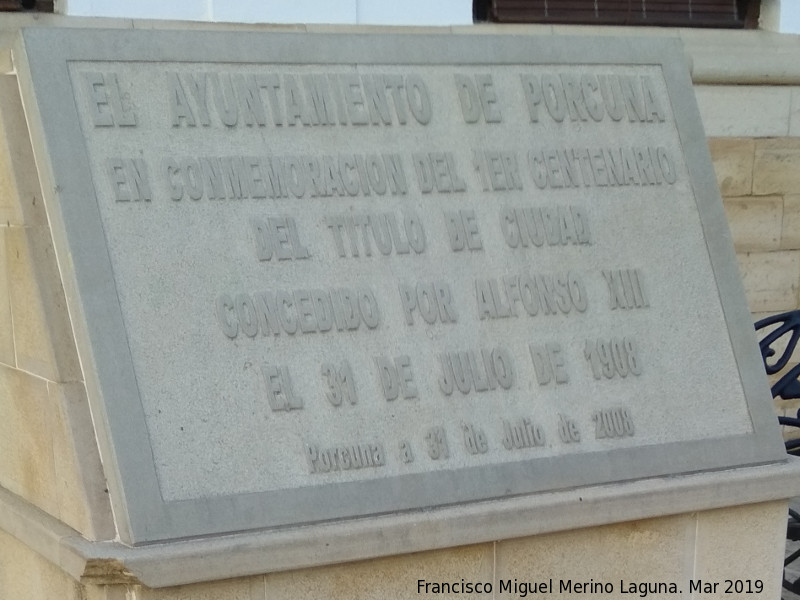 EL AYUNTAMIENTO DE PORCUNA
EN CONMEMORACION DEL 1ER CENTENARIO
DEL TITULO DE CIUDAD
CONCEDIDO POR ALFONSO XIII
EL 31 DE JULIO DE 1908
Porcuna a 31 de Julio de 2008
Francisco Miguel Merino Laguna. Mar 2019